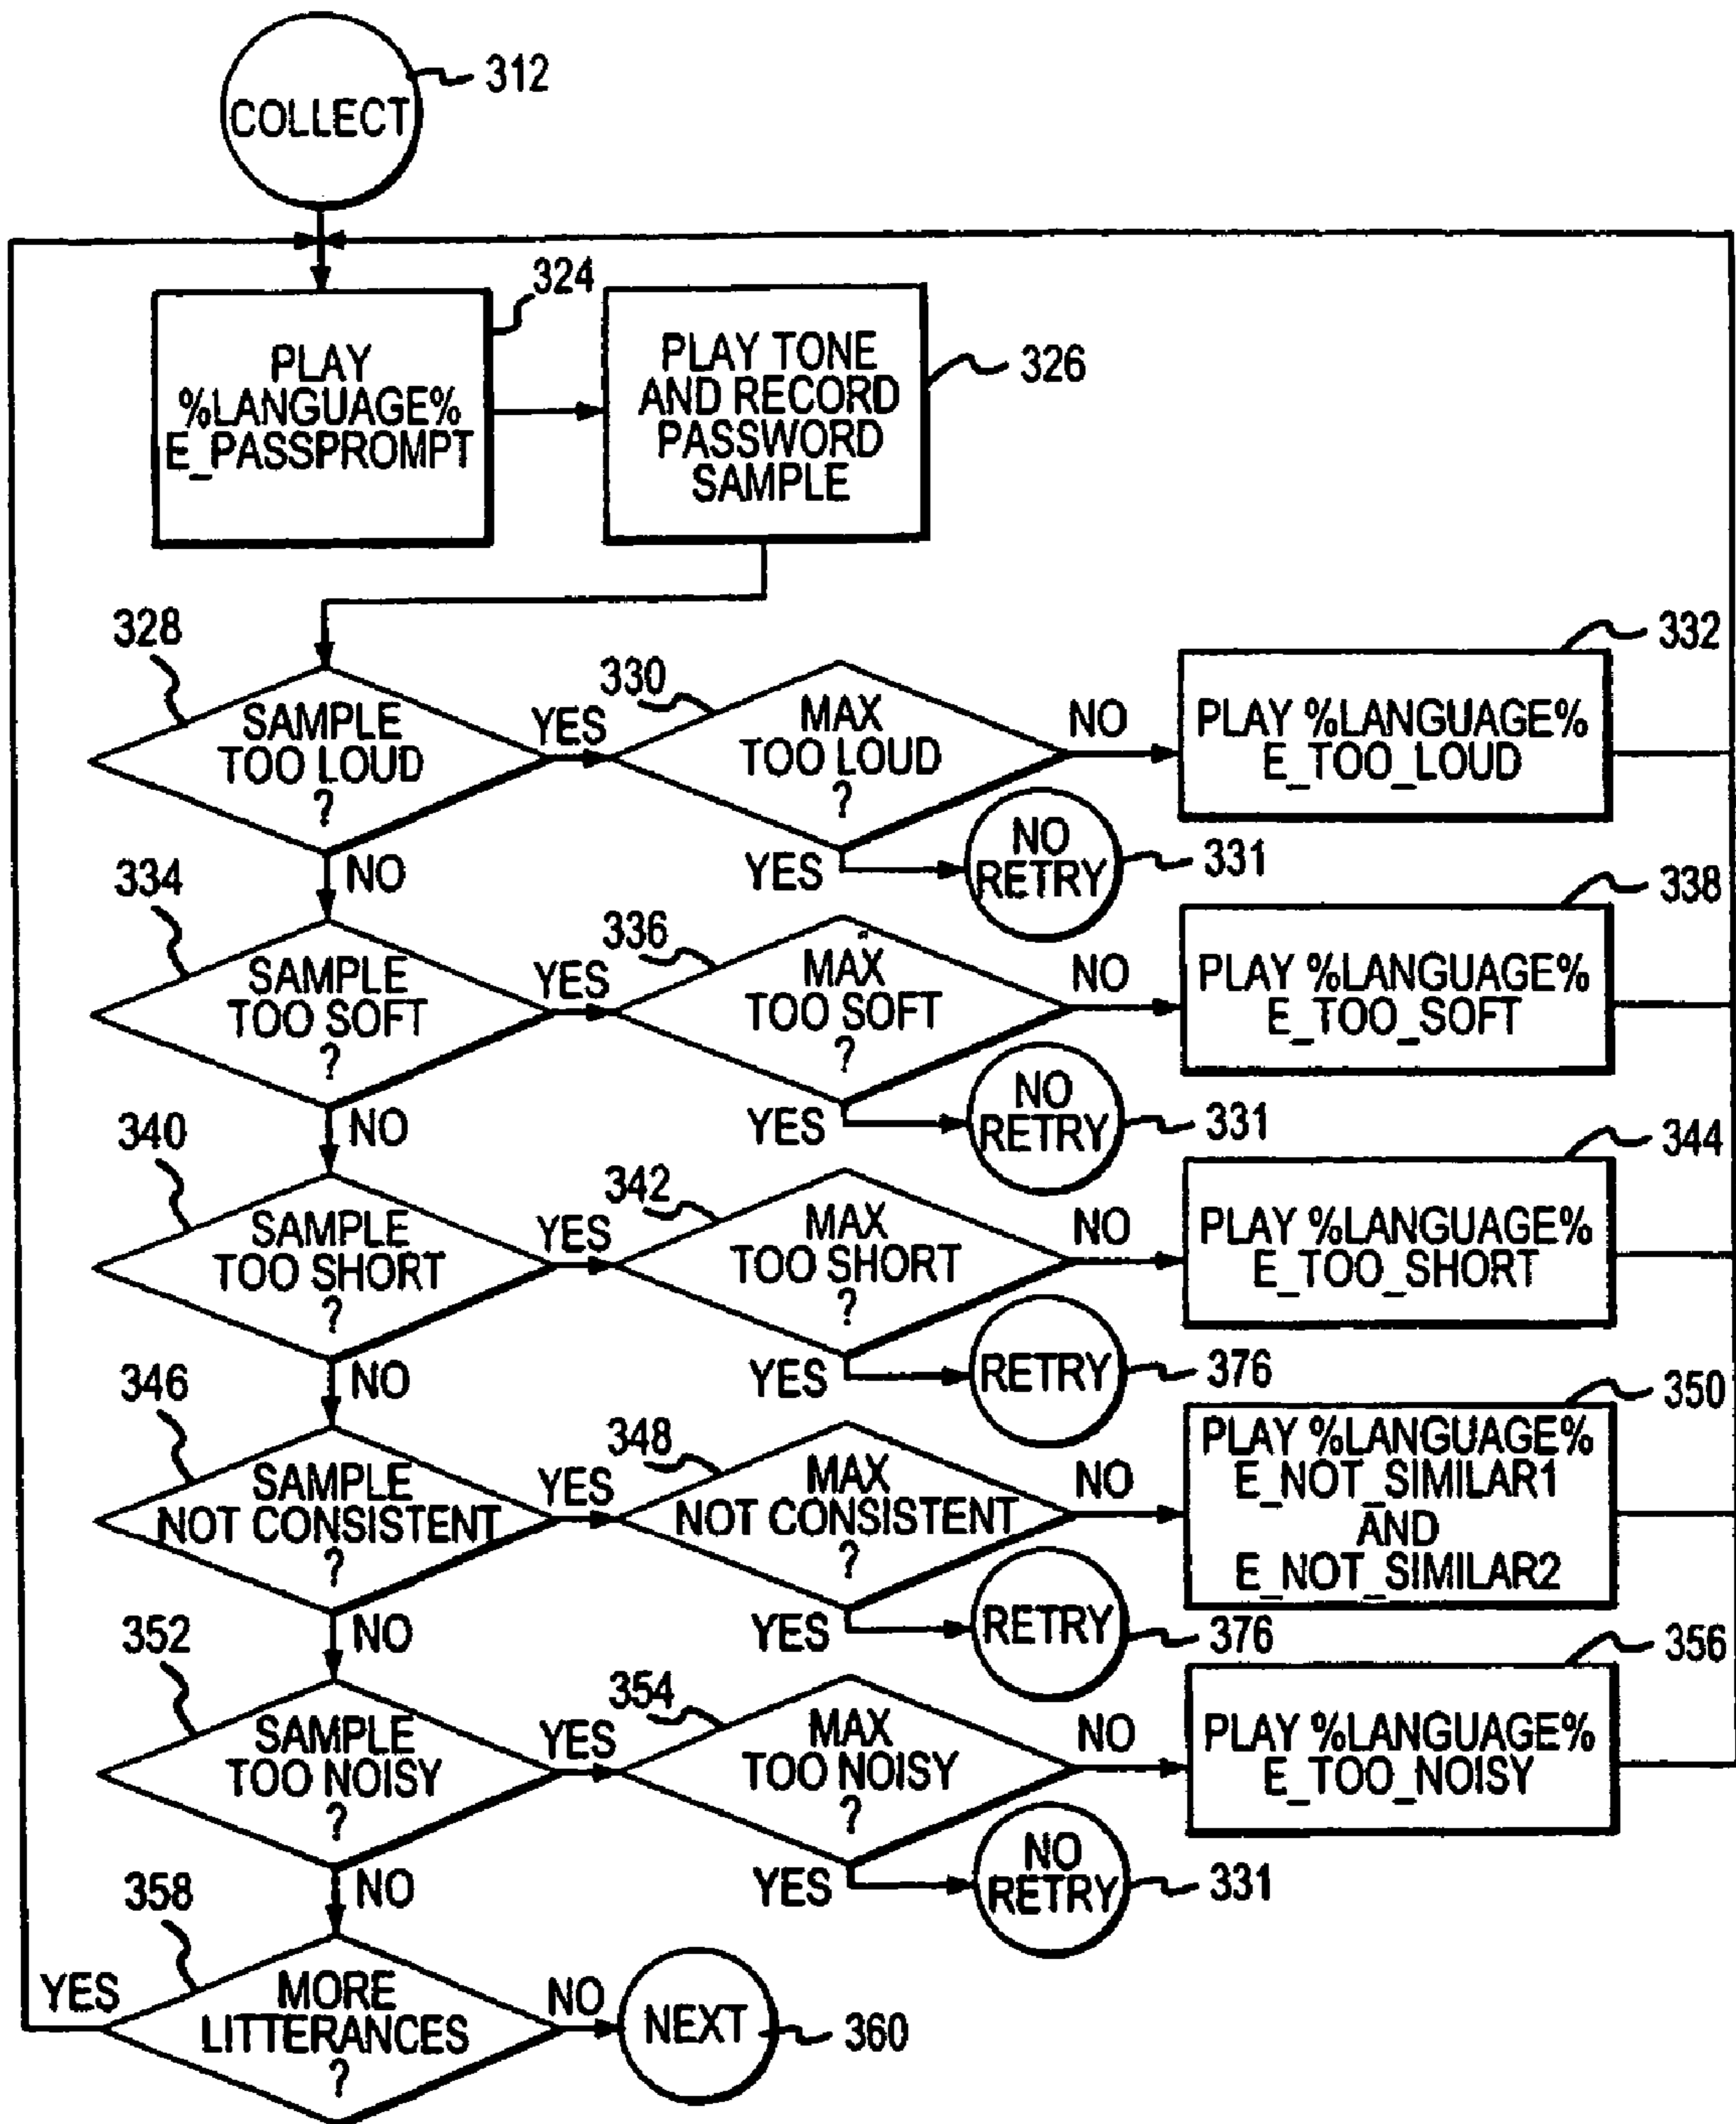 312
COLLECT
324
PLAY
%LANGUAGE%
E_PASSPROMPT
PLAY TONE
AND RECORD
PASSWORD
SAMPLE
326
328
SAMPLE
TOO LOUD
?
YES
330
MAX
TOO LOUD
?
NO
332
PLAY %LANGUAGE%
E_TOO_LOUD
NO
YES
NO
RETRY
331
334
SAMPLE
TOO SOFT
?
YES
336
MAX
TOO SOFT
?
NO
338
PLAY %LANGUAGE%
E_TOO_SOFT
NO
YES
NO
RETRY
331
340
SAMPLE
TOO SHORT
?
YES
342
MAX
TOO SHORT
?
NO
344
PLAY %LANGUAGE%
E_TOO_SHORT
NO
YES
RETRY
376
346
SAMPLE
NOT CONSISTENT
?
YES
348
MAX
NOT CONSISTENT
?
NO
350
PLAY %LANGUAGE%
E_NOT_SIMILAR1
AND
E_NOT_SIMILAR2
NO
YES
RETRY
376
352
SAMPLE
TOO NOISY
?
YES
354
MAX
TOO NOISY
?
NO
356
PLAY %LANGUAGE%
E_TOO_NOISY
NO
YES
NO
RETRY
331
358
YES
MORE
LITTERANCES
?
NO
NEXT
360